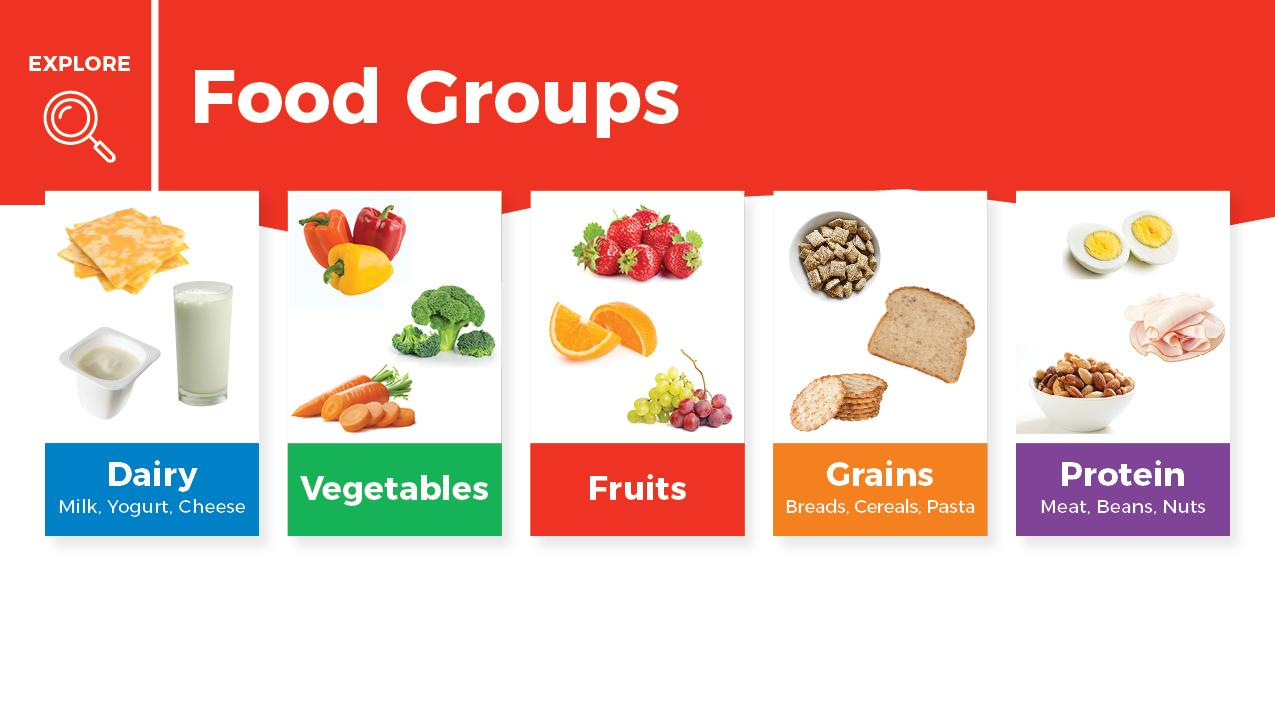 EXPLORE
Food Groups
Dairy
Milk, Yogurt, Cheese
Vegetables
Fruits
Grains
Breads, Cereals, Pasta
Protein
Meat, Beans, Nuts